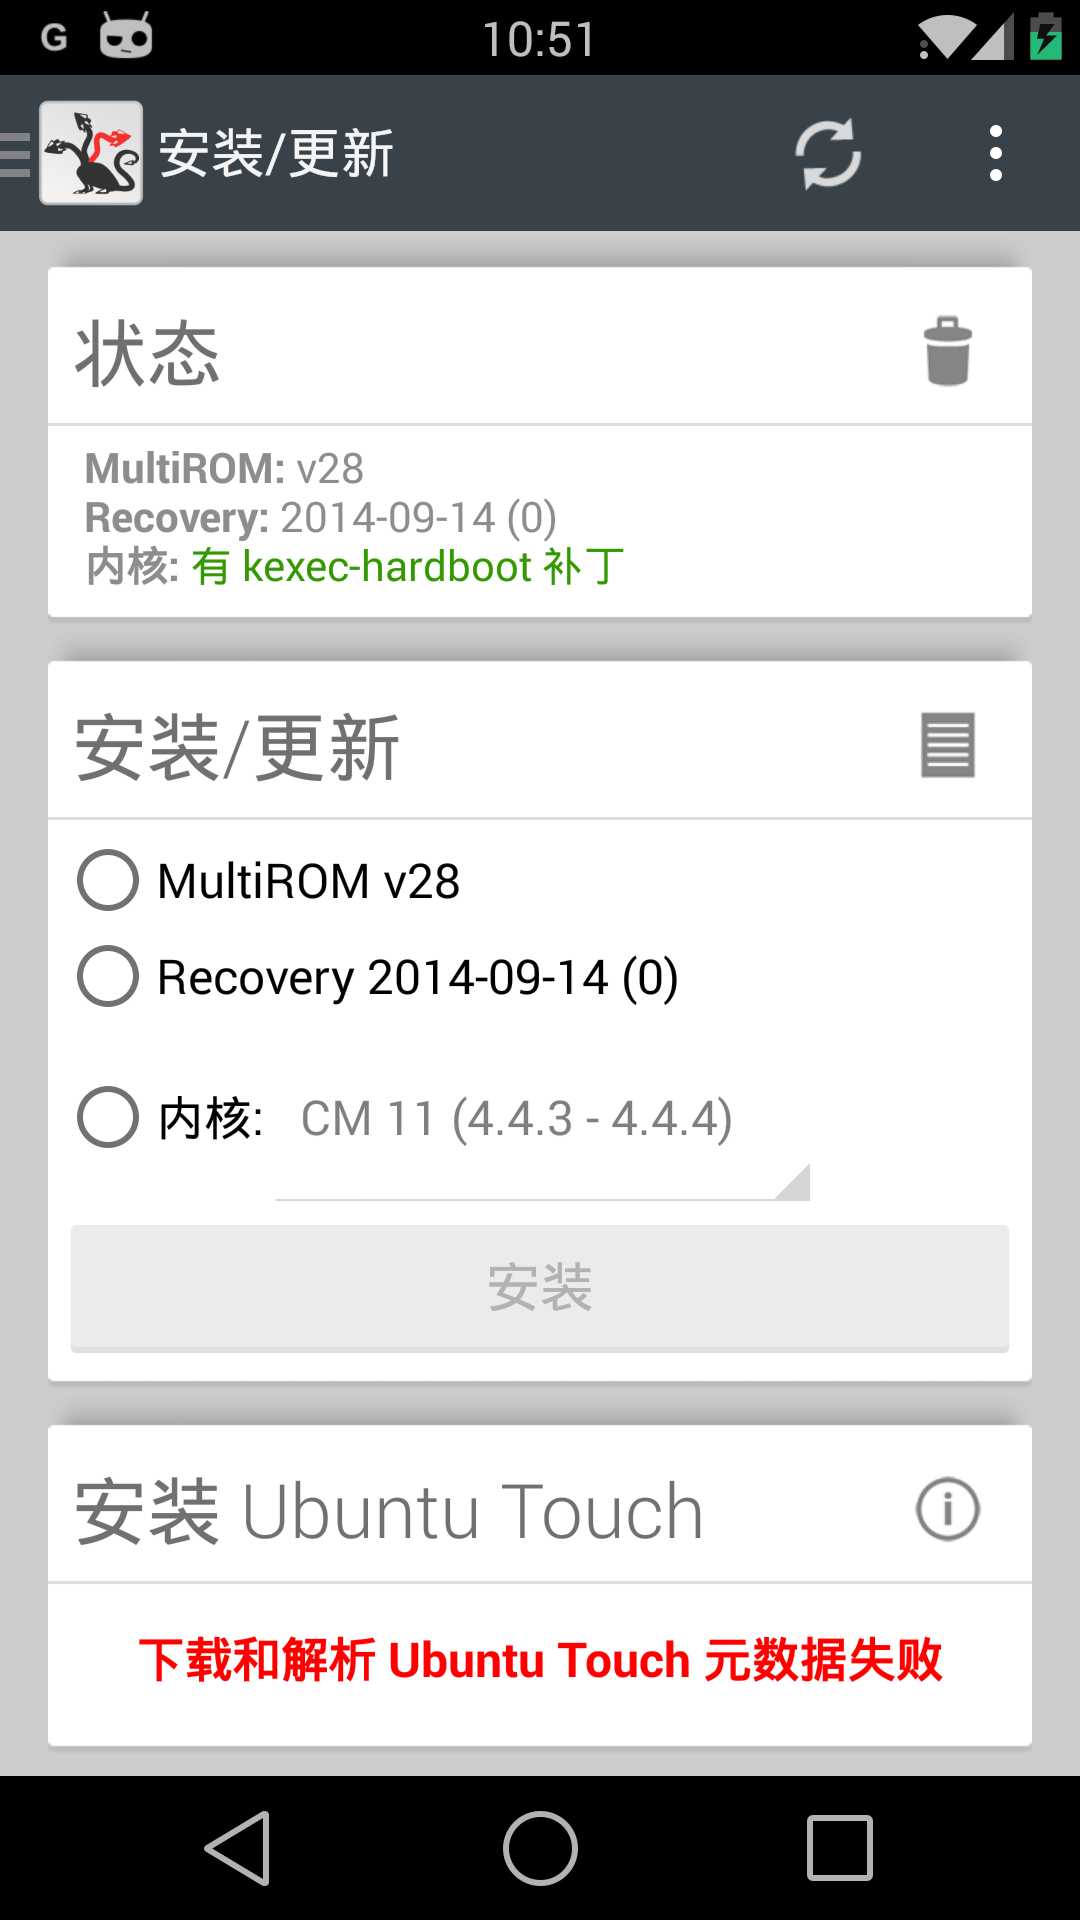 G
10:51
安装/更新
状态
MultiROM: v28
Recovery: 2014-09-14 (0)
内核: 有 kexec-hardboot 补丁
安装/更新
MultiROM v28
Recovery 2014-09-14 (0)
内核: CM 11 (4.4.3 - 4.4.4)
安装
安装 Ubuntu Touch
下载和解析 Ubuntu Touch 元数据失败